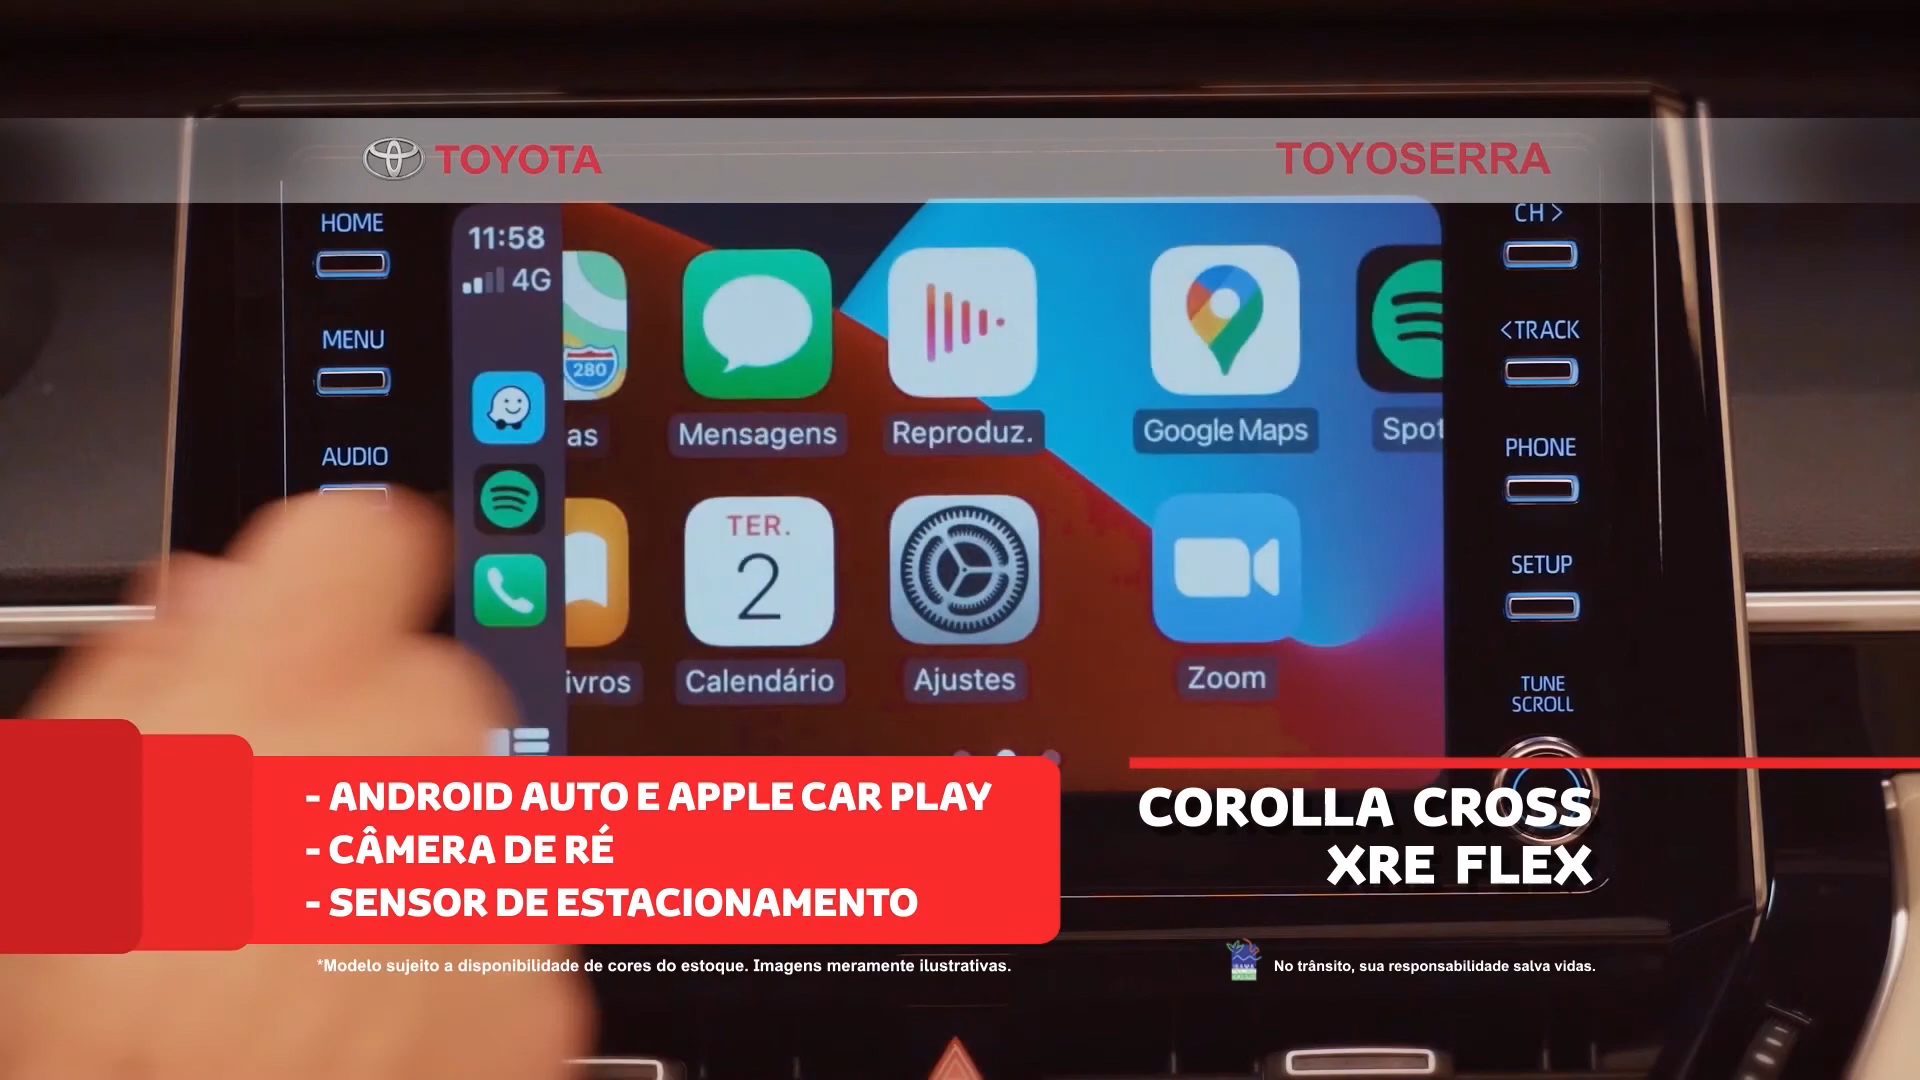 TOYOTA
TOYOSERRA
HOME
MENU
AUDIO
11:58
4G
280
as
Mensagens
Reproduz.
Google Maps
Spot
ivros
TER.
2
Calendário
Ajustes
Zoom
CH >
<TRACK
PHONE
SETUP
TUNE
SCROLL
- ANDROID AUTO E APPLE CAR PLAY
- CÂMERA DE RÉ
- SENSOR DE ESTACIONAMENTO
COROLLA CROSS
XRE FLEX
*Modelo sujeito a disponibilidade de cores do estoque. Imagens meramente ilustrativas.
No trânsito, sua responsabilidade salva vidas.